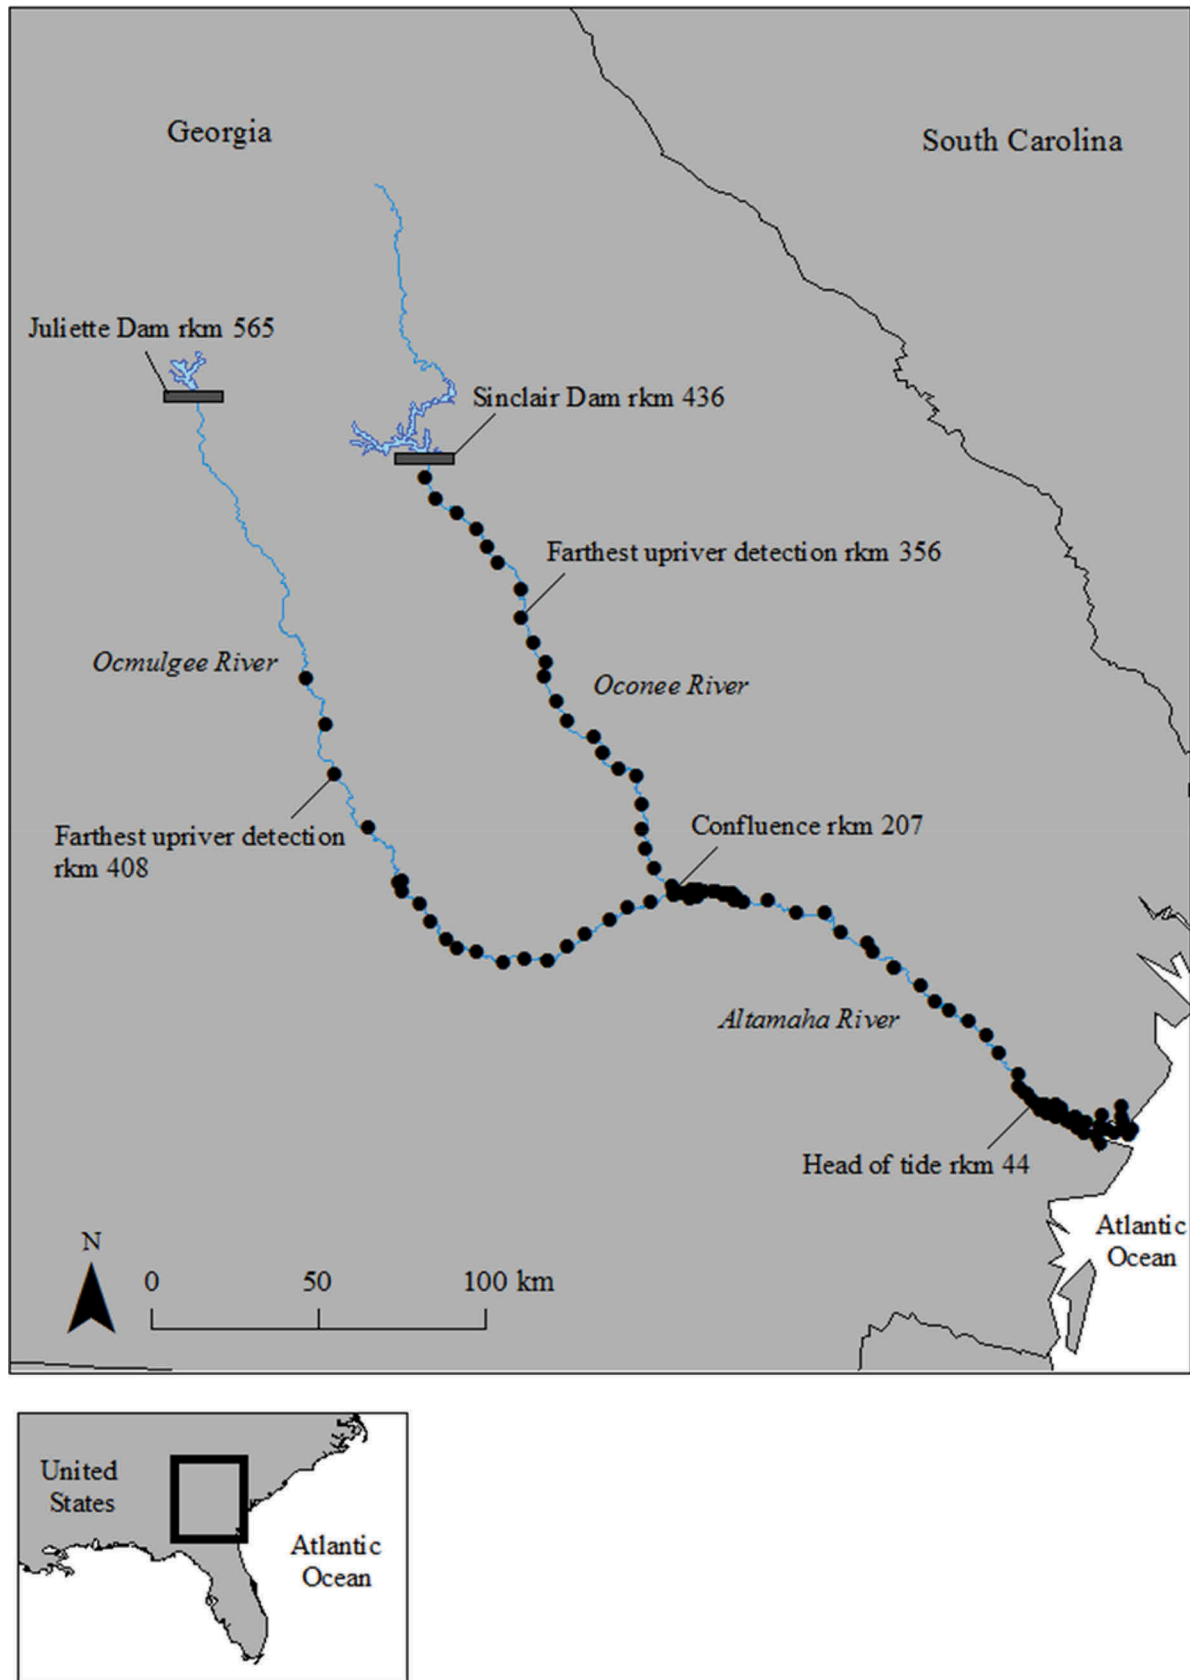 Georgia
South Carolina
Juliette Dam rkm 565
Sinclair Dam rkm 436
Farthest upriver detection rkm 356
Ocmulgee River
Oconee River
Farthest upriver detection
rkm 408
Confluence rkm 207
Altamaha River
Head of tide rkm 44
Atlantic
Ocean
N
0 50 100 km
United
States
Atlantic
Ocean